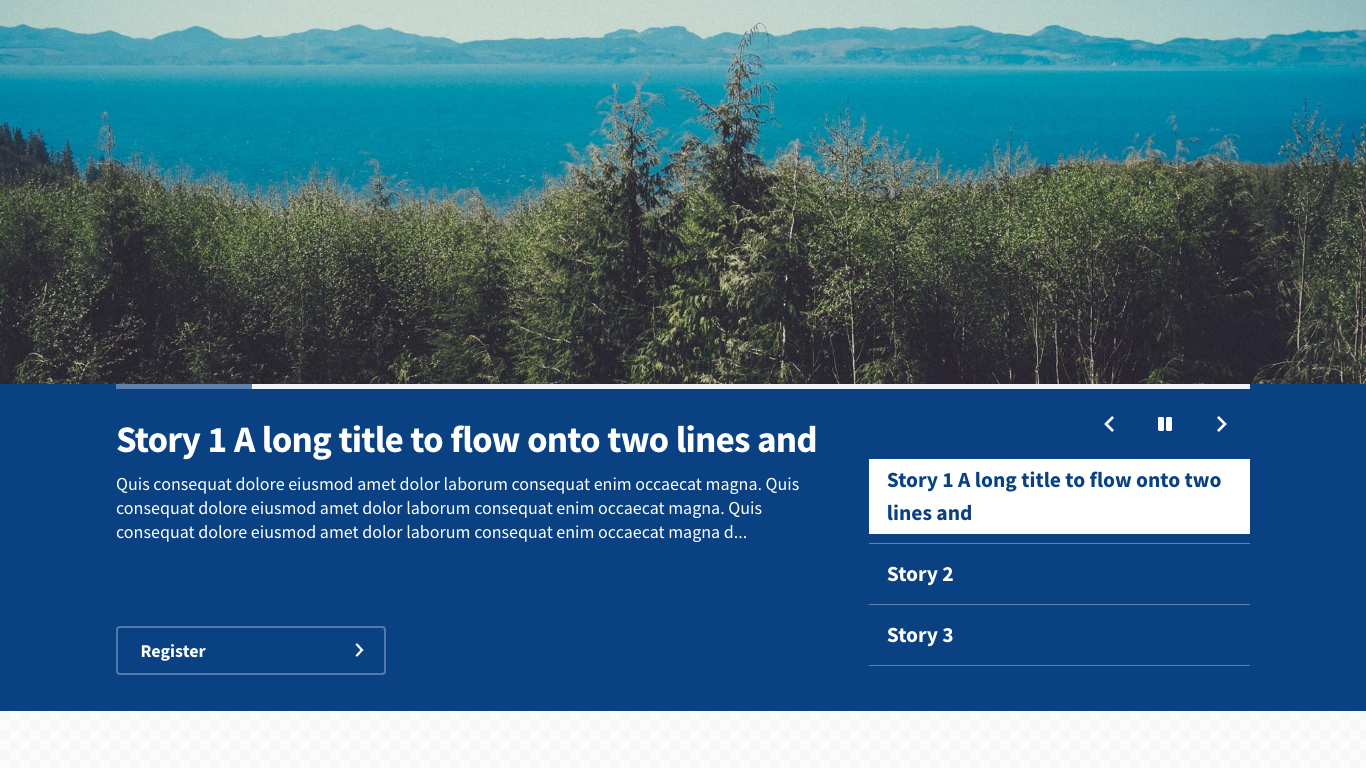 Story 1 A long title to flow onto two lines and
Quis consequat dolore eiusmod amet dolor laborum consequat enim occaecat magna. Quis
consequat dolore eiusmod amet dolor laborum consequat enim occaecat magna. Quis
consequat dolore eiusmod amet dolor laborum consequat enim occaecat magna d...
Register
Story 1 A long title to flow onto two
lines and
Story 2
Story 3